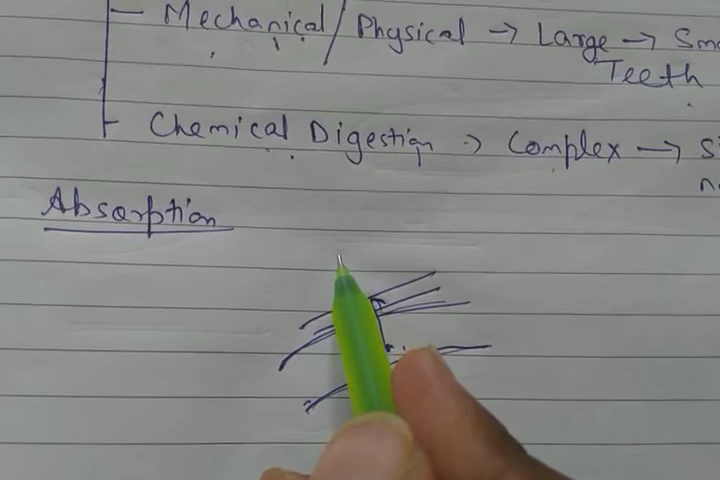 Mechanical/Physical → Large →
Teeth
Chemical Digestion → Complex →
Absorption